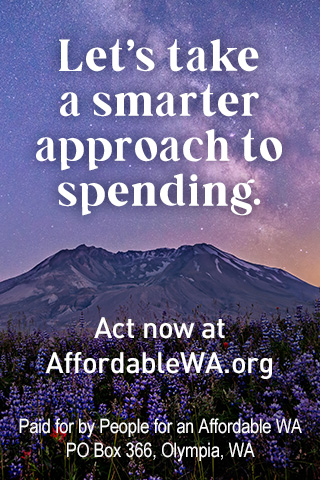 Let's take
a smarter
approach to
spending.
Act now at
AffordableWA.org
Paid for by People for an Affordable WA
PO Box 366, Olympia, WA